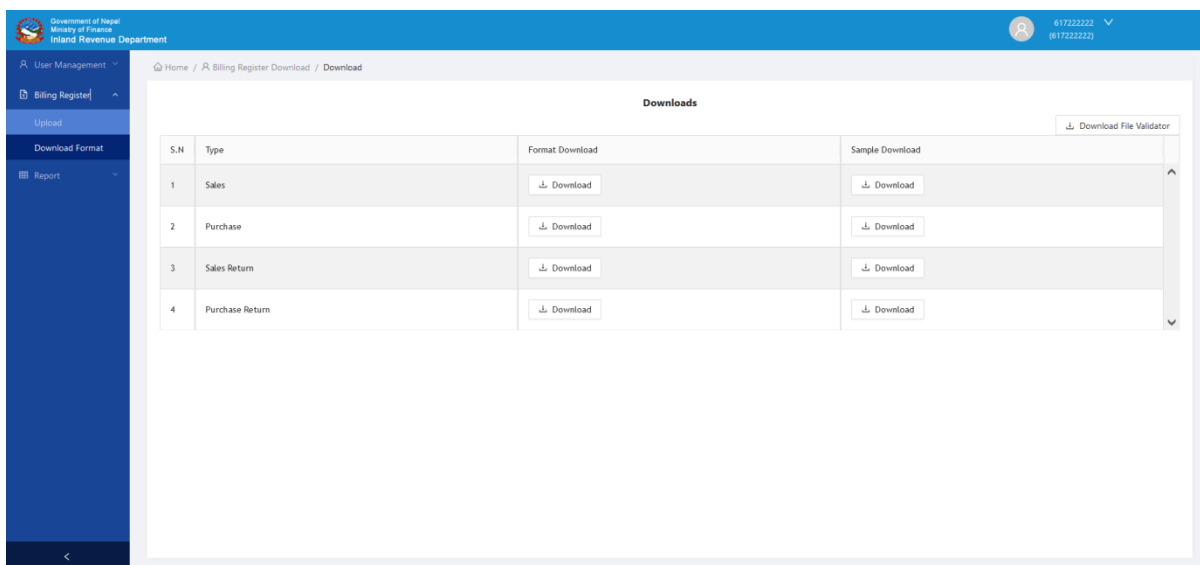 Government of Nepal
Ministry of Finance
Inland Revenue Department
617222222
(617222222)
User Management
Billing Register
Upload
Download Format
Report
Home / Billing Register Download / Download
Downloads
Download File Validator
S.N Type Format Download Sample Download
1 Sales Download Download
2 Purchase Download Download
3 Sales Return Download Download
4 Purchase Return Download Download